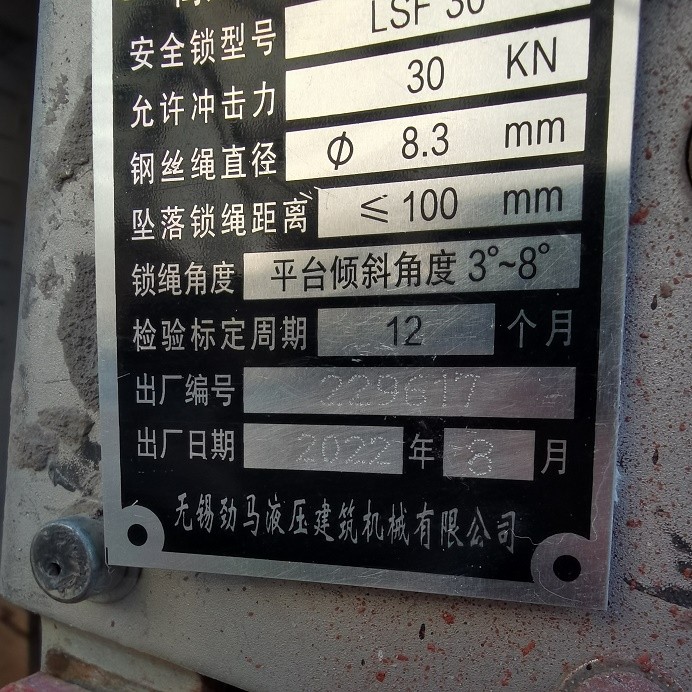 安全锁型号 LSF 30
允许冲击力 30 KN
钢丝绳直径 φ 8.3 mm
坠落锁绳距离 ≤100 mm
锁绳角度 平台倾斜角度 3°~8°
检验标定周期 12 个月
出厂编号 229617
出厂日期 2022 年 8 月
无锡劲马液压建筑机械有限公司